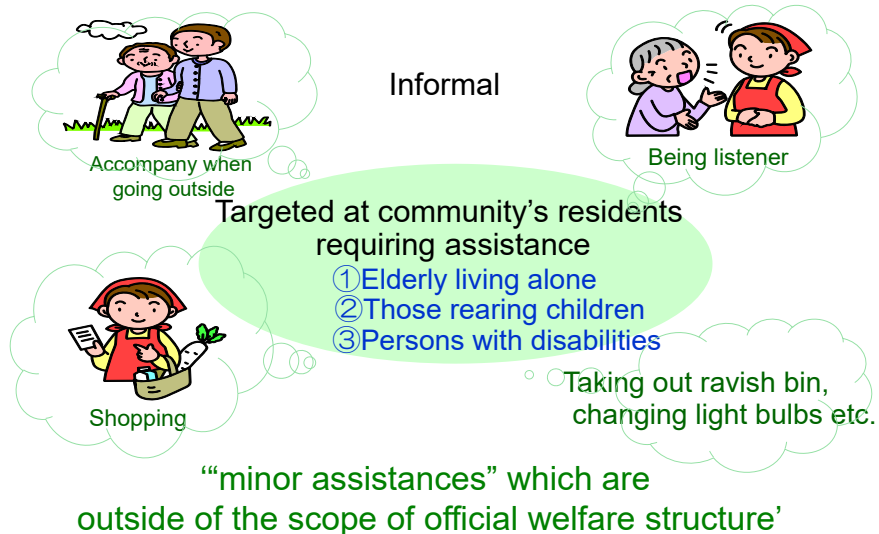 Informal
Accompany when
going outside
Being listener
Targeted at community’s residents
requiring assistance
①Elderly living alone
②Those rearing children
③Persons with disabilities
Shopping
Taking out ravish bin,
changing light bulbs etc.
‘“minor assistances” which are
outside of the scope of official welfare structure’